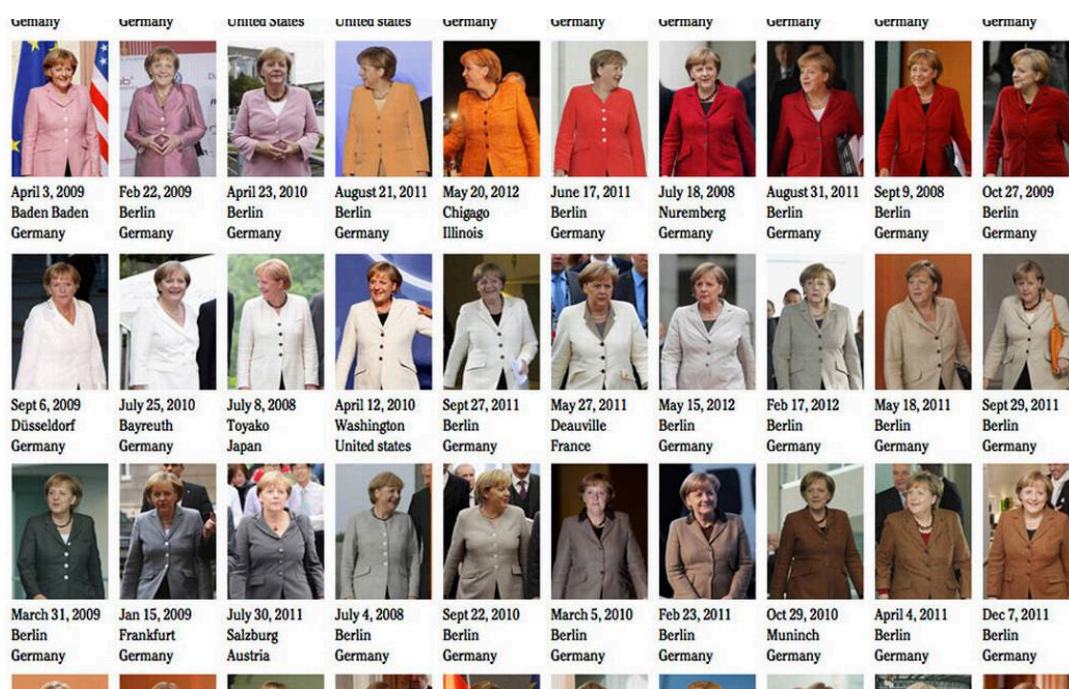 Gemany Germany United States United states Germany Germany Germany Germany Germany Germany
April 3, 2009 Feb 22, 2009 April 23, 2010 August 21, 2011 May 20, 2012 June 17, 2011 July 18, 2008 August 31, 2011 Sept 9, 2008 Oct 27, 2009
Baden Baden Berlin Berlin Berlin Chigago Berlin Nuremberg Berlin Berlin Berlin
Germany Germany Germany Germany Illinois Germany Germany Germany Germany Germany
Sept 6, 2009 July 25, 2010 July 8, 2008 April 12, 2010 Sept 27, 2011 May 27, 2011 May 15, 2012 Feb 17, 2012 May 18, 2011 Sept 29, 2011
Düsseldorf Bayreuth Toyako Washington Berlin Deauville Berlin Berlin Berlin Berlin
Germany Germany Japan United states Germany France Germany Germany Germany Germany
March 31, 2009 Jan 15, 2009 July 30, 2011 July 4, 2008 Sept 22, 2010 March 5, 2010 Feb 23, 2011 Oct 29, 2010 April 4, 2011 Dec 7, 2011
Berlin Frankfurt Salzburg Berlin Berlin Berlin Berlin Muninch Berlin Berlin
Germany Germany Austria Germany Germany Germany Germany Germany Germany Germany